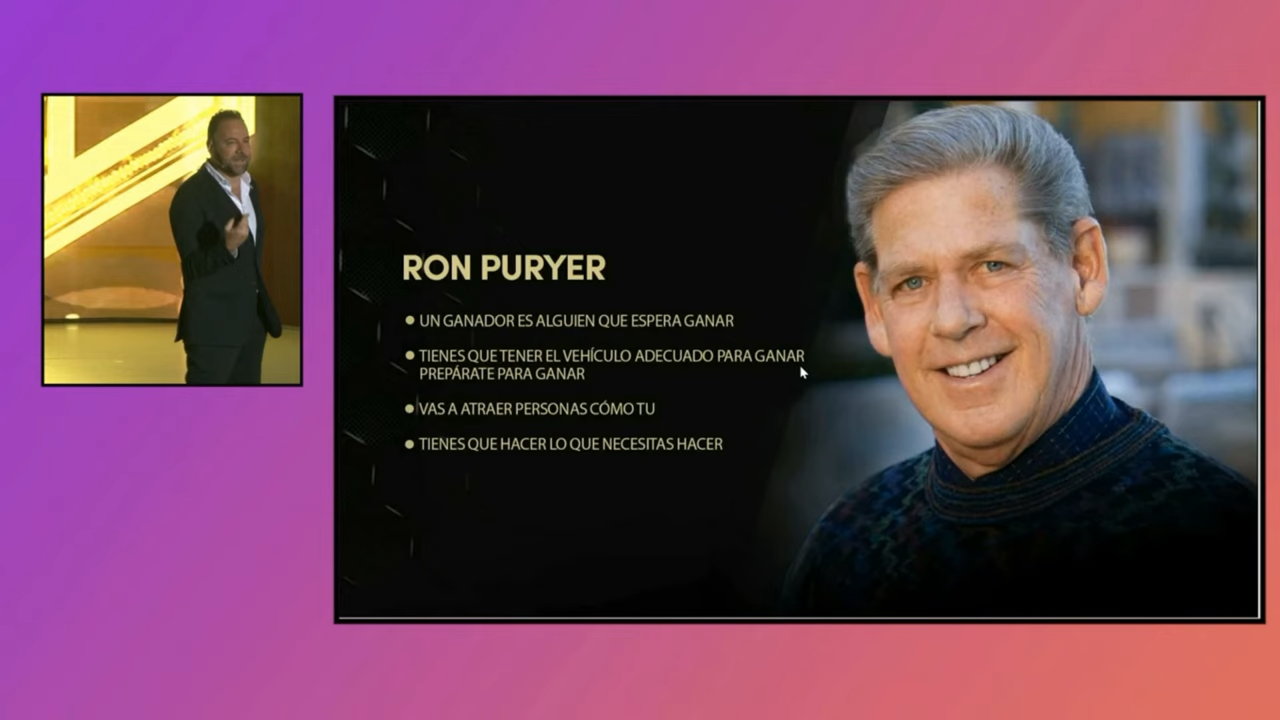 RON PURYER
UN GANADOR ES ALGUIEN QUE ESPERA GANAR
TIENES QUE TENER EL VEHÍCULO ADECUADO PARA GANAR
PREPÁRATE PARA GANAR
VAS A ATRAER PERSONAS CÓMO TU
TIENES QUE HACER LO QUE NECESITAS HACER